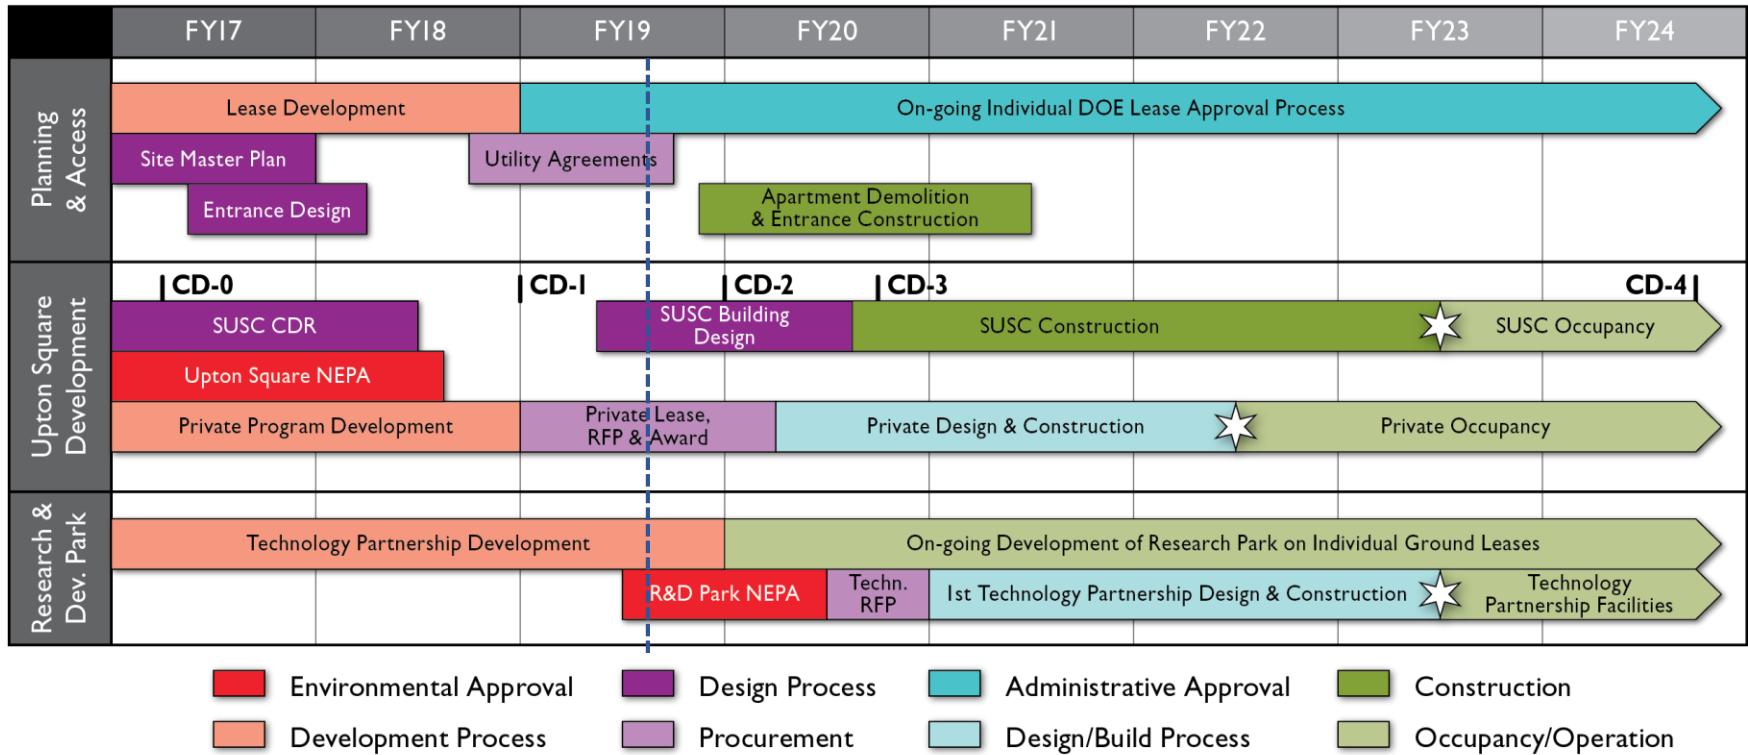 FY17 FY18 FY19 FY20 FY21 FY22 FY23 FY24
Planning
& Access
Lease Development
On-going Individual DOE Lease Approval Process
Site Master Plan
Utility Agreements
Entrance Design
Apartment Demolition
& Entrance Construction
Upton Square
Development
CD-0 CD-1 CD-2 CD-3 CD-4
SUSC CDR
SUSC Building
Design
SUSC Construction
SUSC Occupancy
Upton Square NEPA
Private Program Development
Private Lease,
RFP & Award
Private Design & Construction
Private Occupancy
Research &
Dev. Park
Technology Partnership Development
On-going Development of Research Park on Individual Ground Leases
R&D Park NEPA
Techn.
RFP
1st Technology Partnership Design & Construction
Technology
Partnership Facilities
Environmental Approval
Design Process
Administrative Approval
Construction
Development Process
Procurement
Design/Build Process
Occupancy/Operation